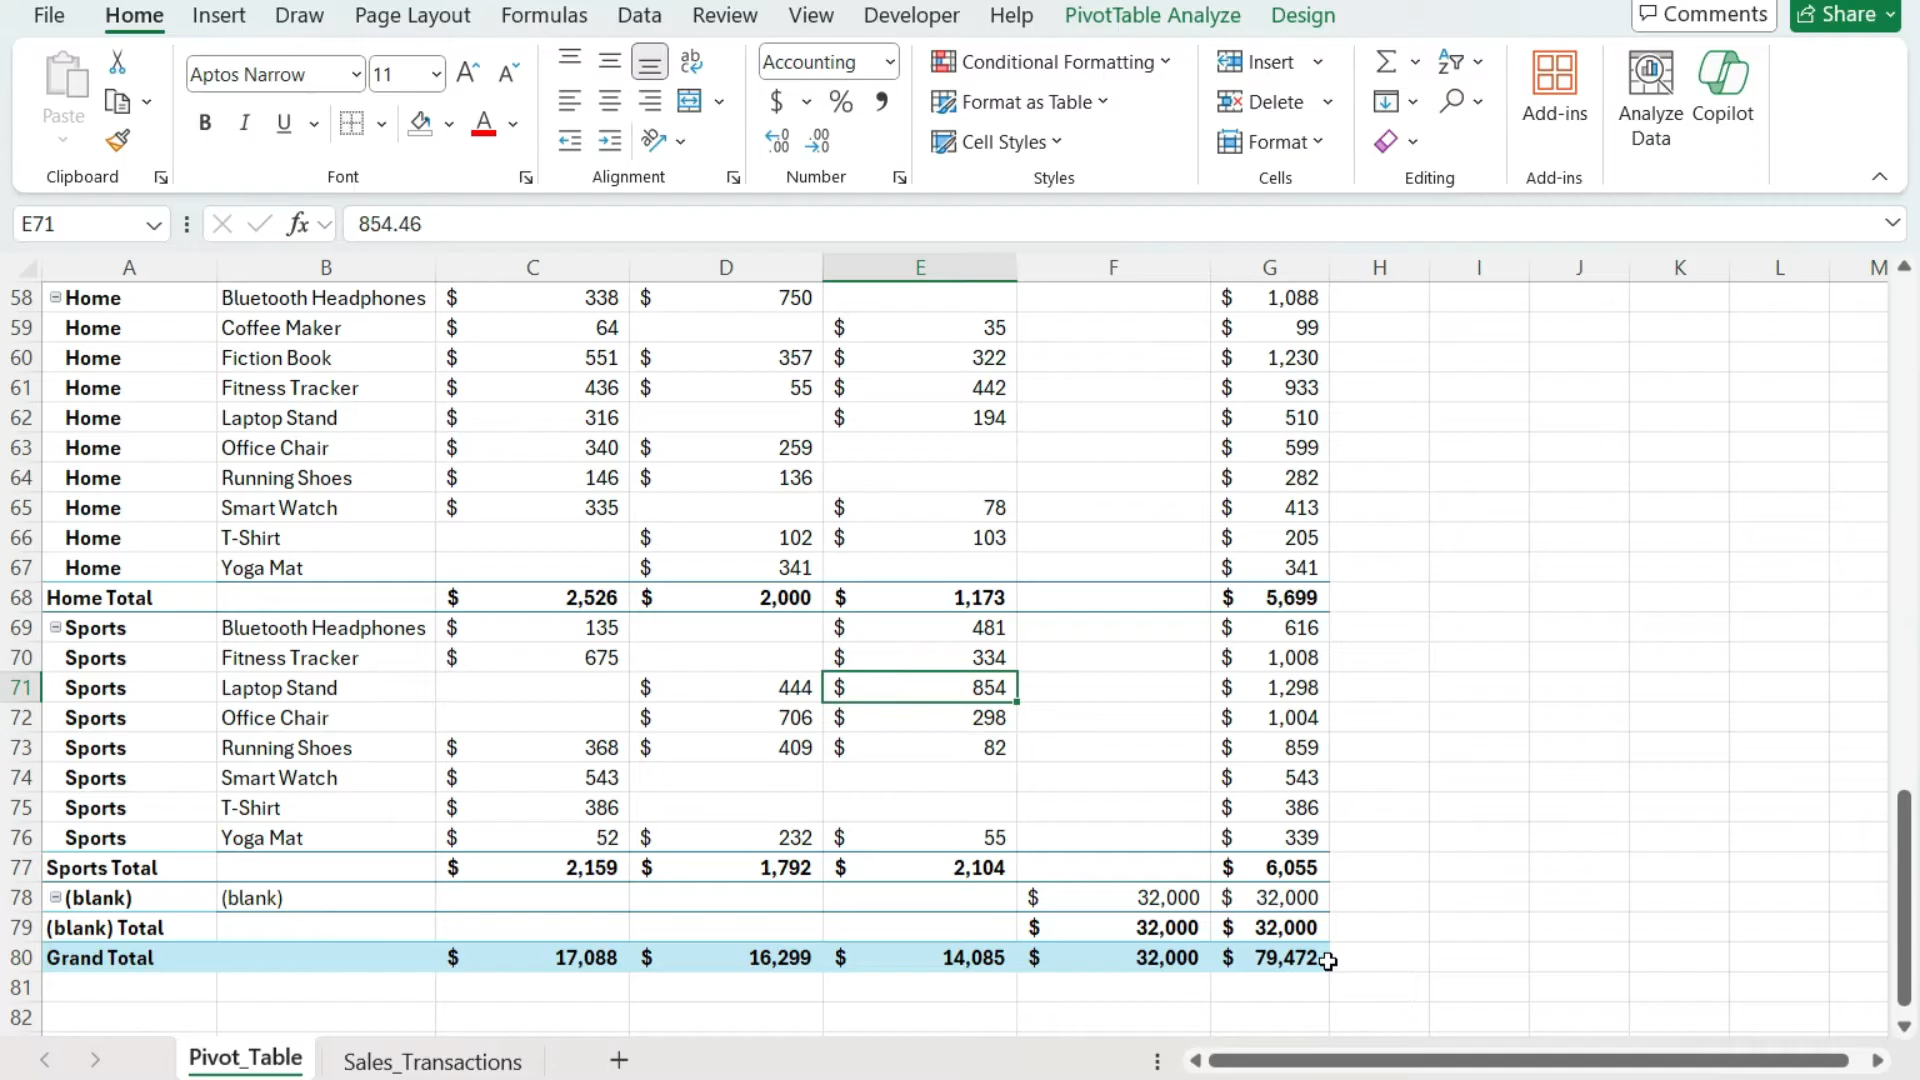 File Home Insert Draw Page Layout Formulas Data Review View Developer Help PivotTable Analyze Design Comments Share
Paste
Clipboard
Aptos Narrow 11
B I U A
Font
ab
Alignment
Accounting
$ % 9
Number
Conditional Formatting
Format as Table
Cell Styles
Styles
Insert
Delete
Format
Cells
Editing
Add-ins
Add-ins
Analyze Data
Copilot
E71 fx 854.46
A B C D E F G H I J K L M
58 Home Bluetooth Headphones $ 338 $ 750 $ 1,088
59 Home Coffee Maker $ 64 $ 35 $ 99
60 Home Fiction Book $ 551 $ 357 $ 322 $ 1,230
61 Home Fitness Tracker $ 436 $ 55 $ 442 $ 933
62 Home Laptop Stand $ 316 $ 194 $ 510
63 Home Office Chair $ 340 $ 259 $ 599
64 Home Running Shoes $ 146 $ 136 $ 282
65 Home Smart Watch $ 335 $ 78 $ 413
66 Home T-Shirt $ 102 $ 103 $ 205
67 Home Yoga Mat $ 341 $ 341
68 Home Total $ 2,526 $ 2,000 $ 1,173 $ 5,699
69 Sports Bluetooth Headphones $ 135 $ 481 $ 616
70 Sports Fitness Tracker $ 675 $ 334 $ 1,008
71 Sports Laptop Stand $ 444 $ 854 $ 1,298
72 Sports Office Chair $ 706 $ 298 $ 1,004
73 Sports Running Shoes $ 368 $ 409 $ 82 $ 859
74 Sports Smart Watch $ 543 $ 543
75 Sports T-Shirt $ 386 $ 386
76 Sports Yoga Mat $ 52 $ 232 $ 55 $ 339
77 Sports Total $ 2,159 $ 1,792 $ 2,104 $ 6,055
78 (blank) (blank) $ 32,000 $ 32,000
79 (blank) Total $ 32,000 $ 32,000
80 Grand Total $ 17,088 $ 16,299 $ 14,085 $ 32,000 $ 79,472
81
82
Pivot_Table Sales_Transactions